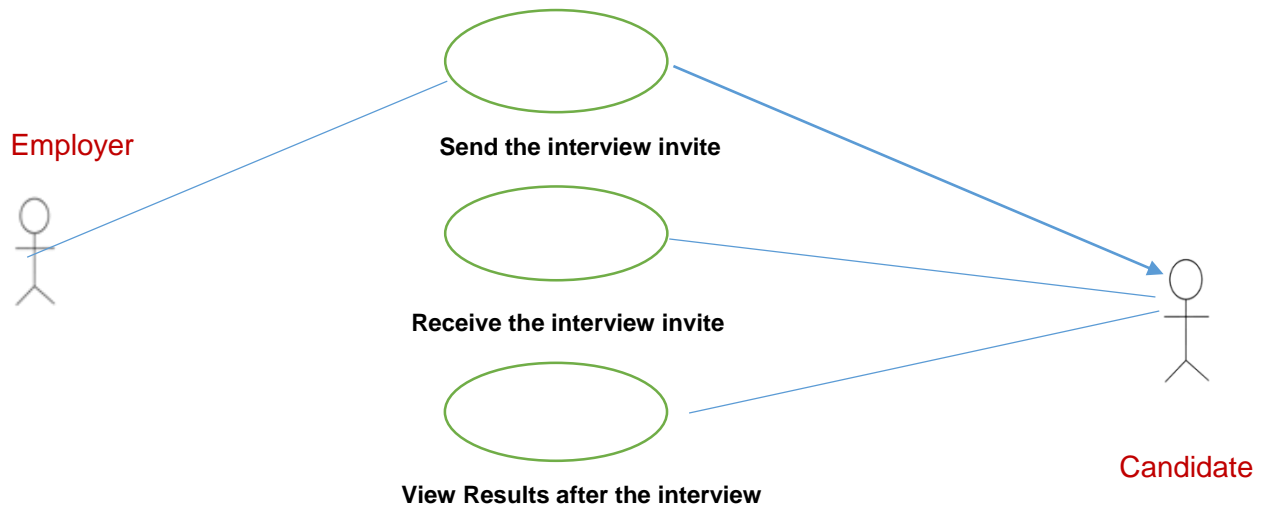 Employer
Send the interview invite
Receive the interview invite
Candidate
View Results after the interview